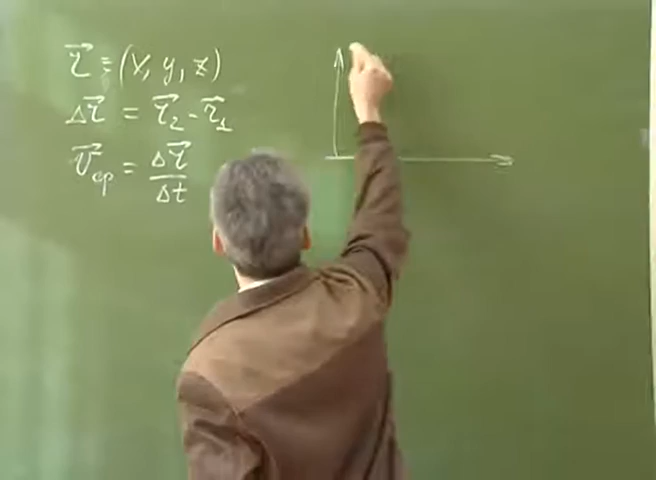 r⃗ ≡ (x, y, z)
Δr⃗ = r⃗₂ - r⃗₁
v⃗ср = Δr⃗/Δt